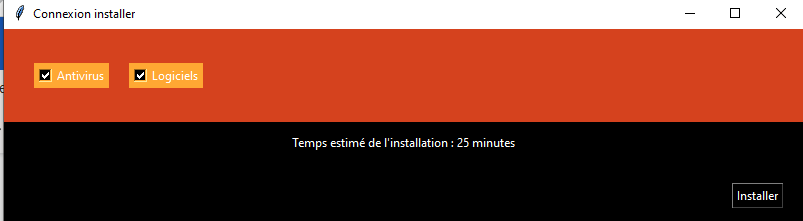 Connexion installer
Antivirus Logiciels
Temps estimé de l'installation : 25 minutes
Installer